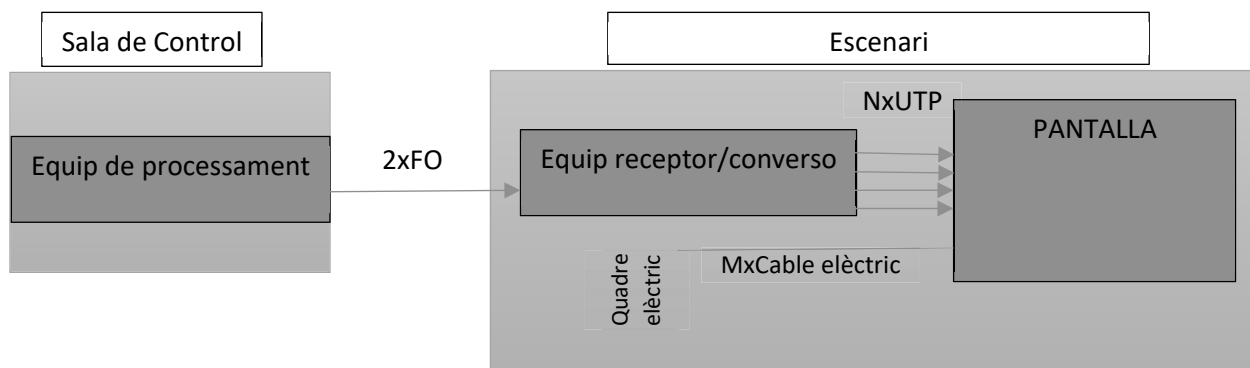 Sala de Control
Escenari
NxUTP
PANTALLA
Equip de processament
2xFO
Equip receptor/converso
MxCable elèctric
Quadre
elèctric